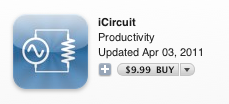 iCircuit
Productivity
Updated Apr 03, 2011
$9.99 BUY